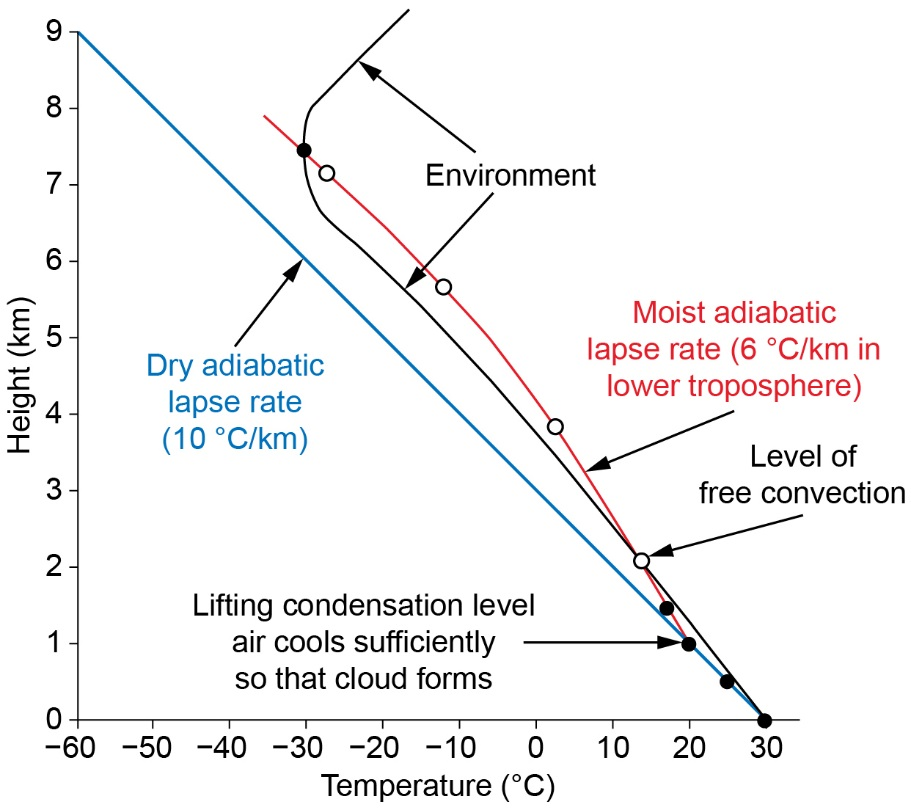 9
8
7
6
5
4
3
2
1
0
Height (km)
Environment
Dry adiabatic
lapse rate
(10 °C/km)
Moist adiabatic
lapse rate (6 °C/km in
lower troposphere)
Level of
free convection
Lifting condensation level
air cools sufficiently
so that cloud forms
−60 −50 −40 −30 −20 −10 0 10 20 30
Temperature (°C)